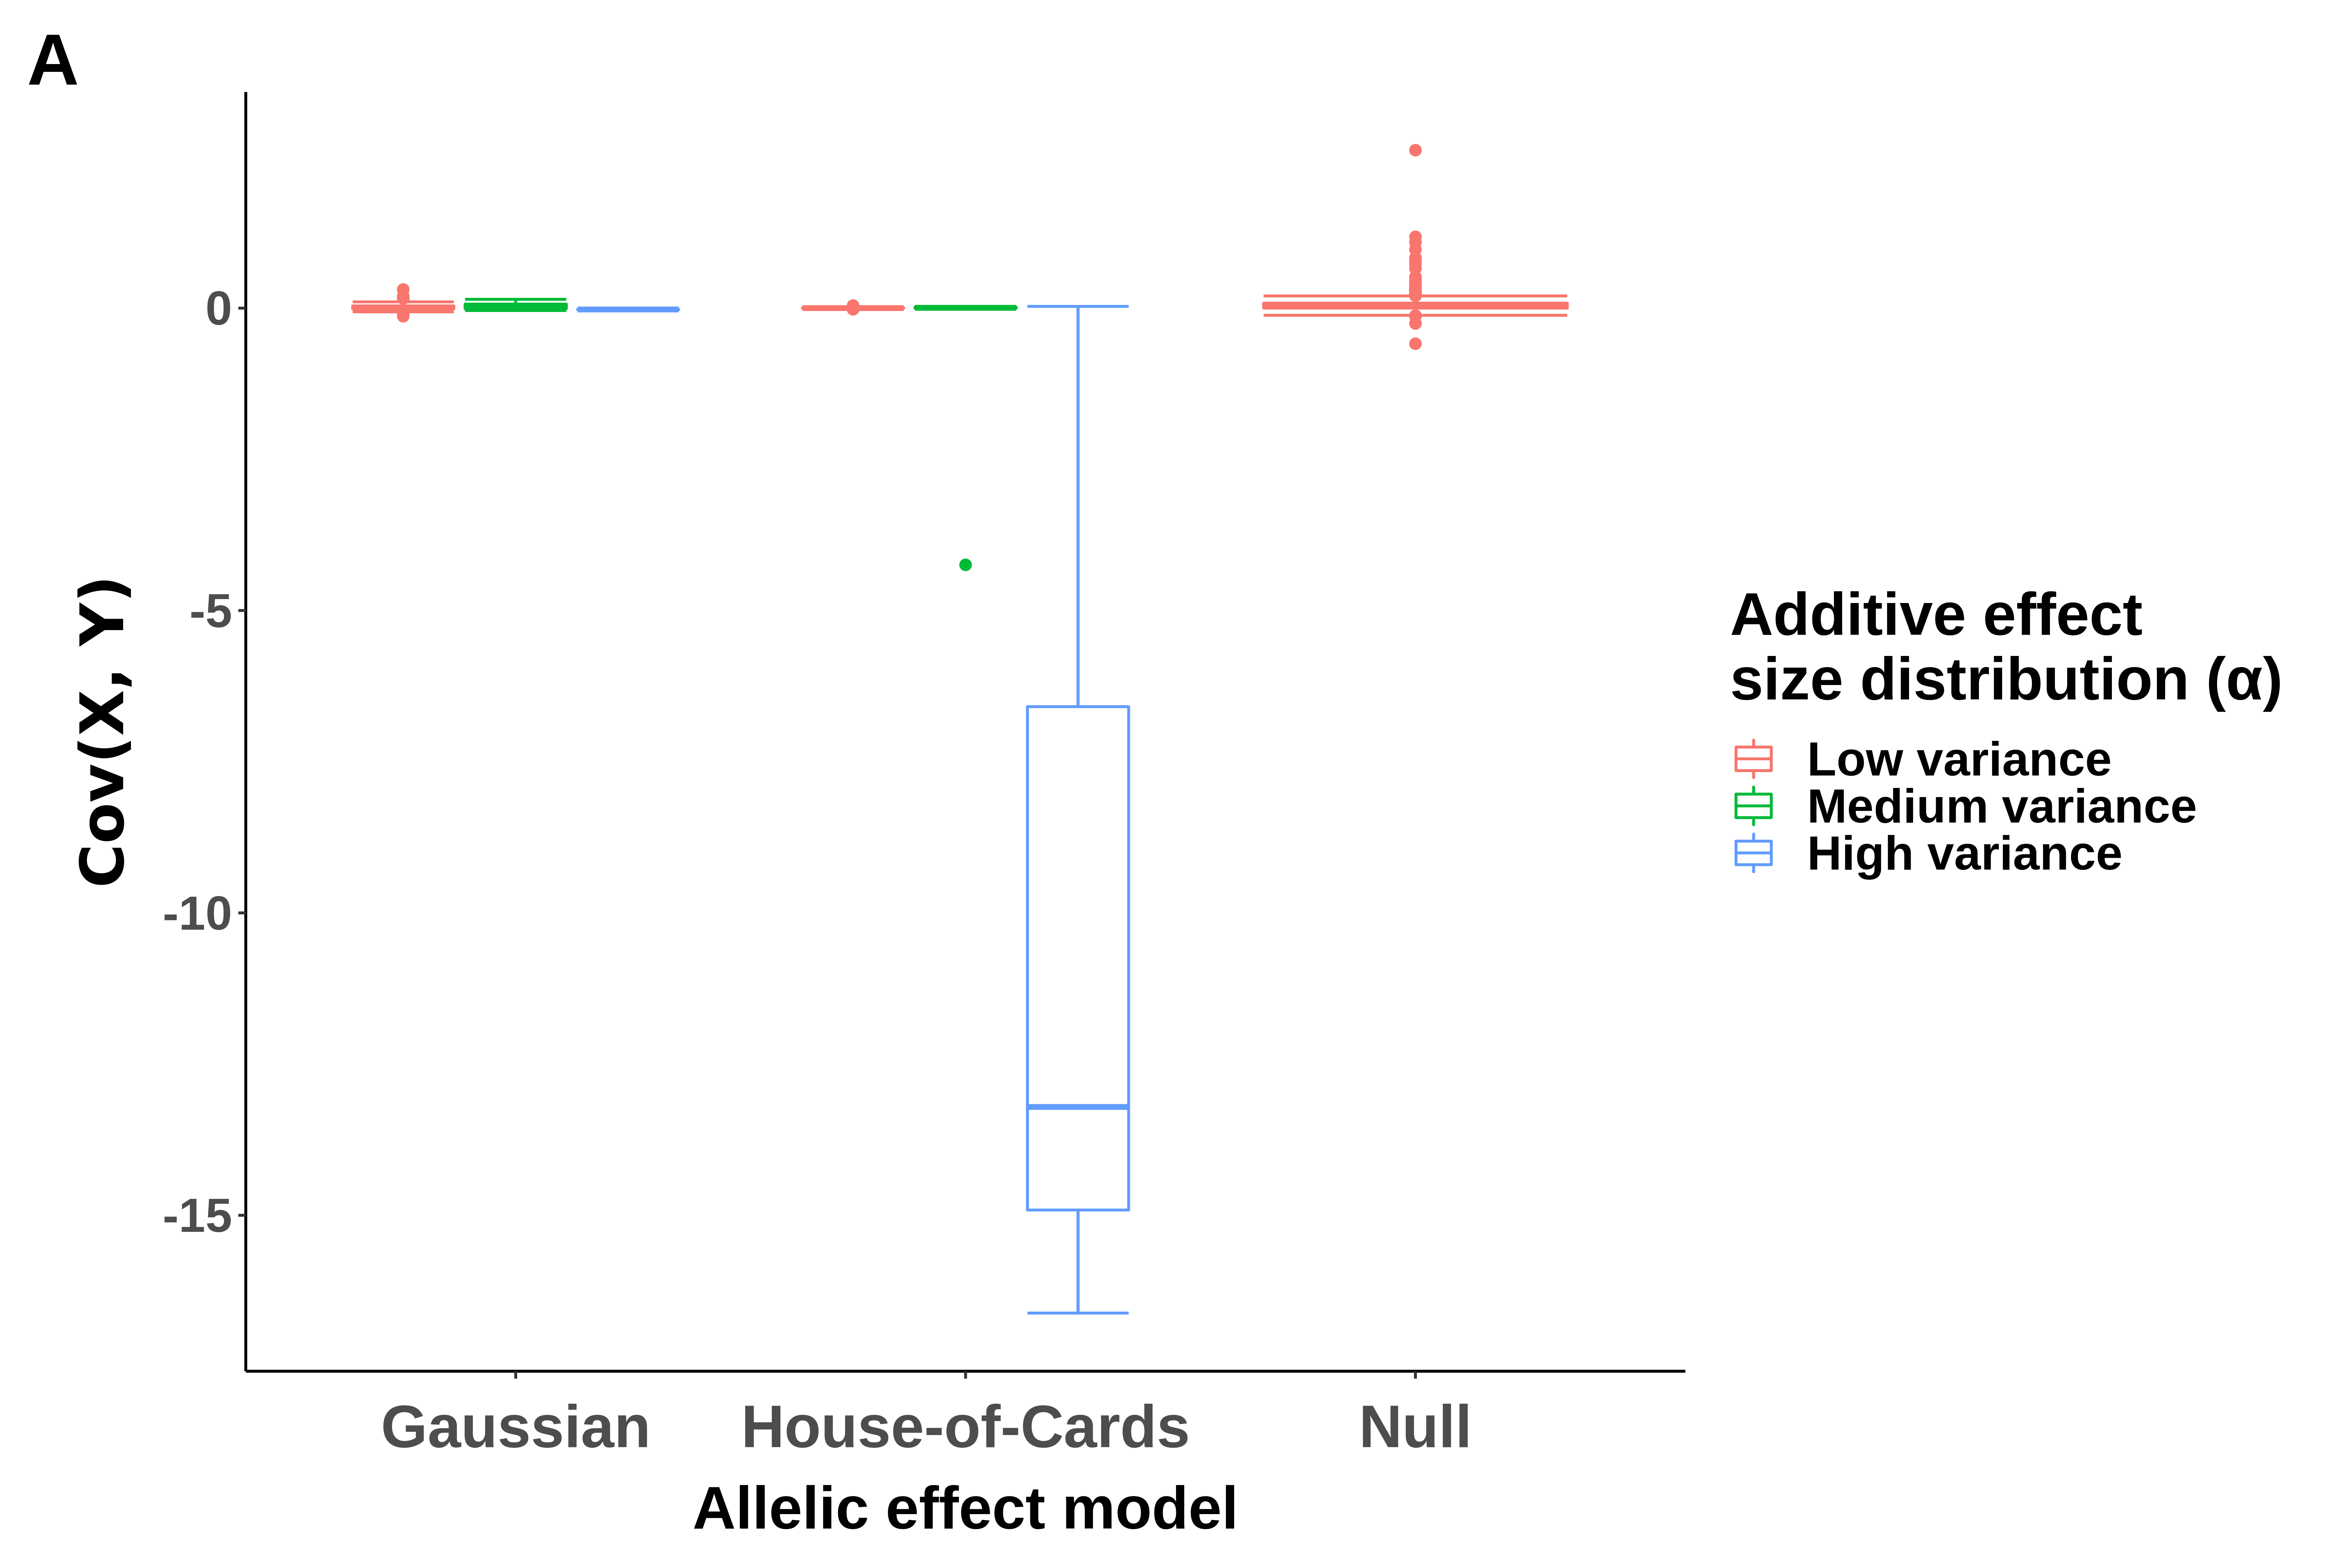 A
Cov(X, Y)
0
-5
-10
-15
Gaussian
House-of-Cards
Null
Allelic effect model
Additive effect
size distribution (α)
Low variance
Medium variance
High variance